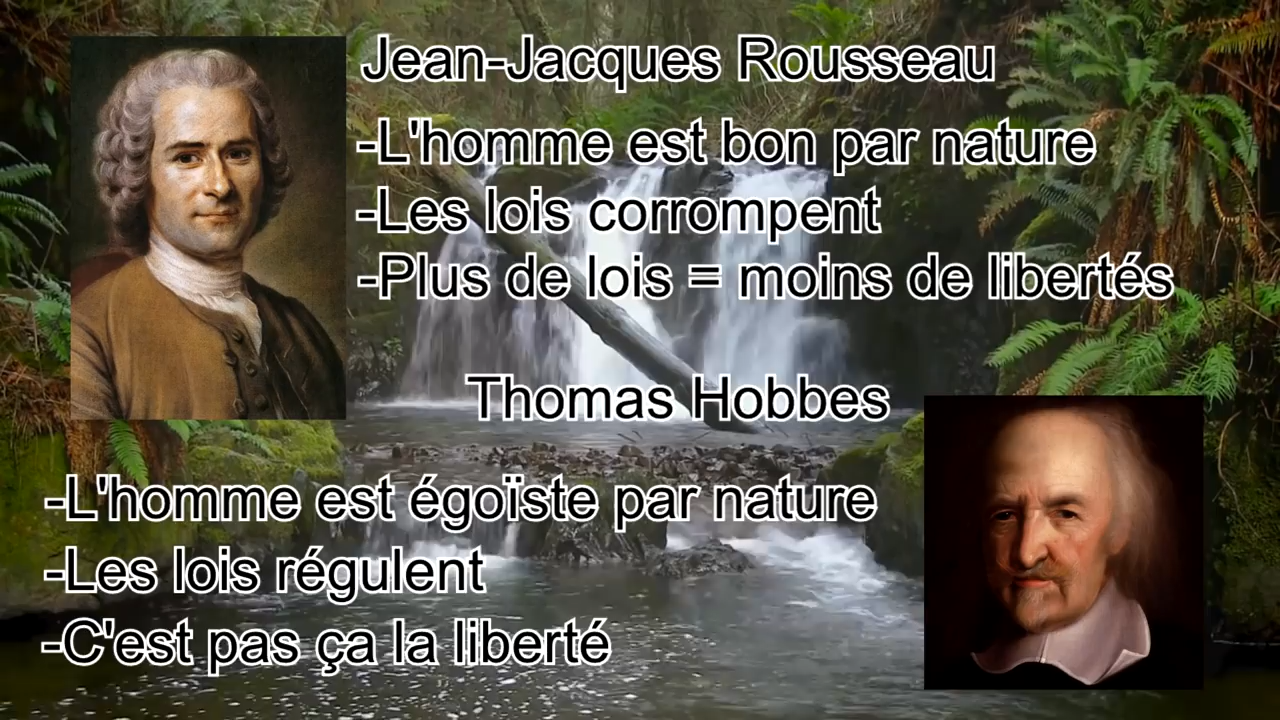 Jean-Jacques Rousseau
-L'homme est bon par nature
-Les lois corrompent
-Plus de lois = moins de libertés
Thomas Hobbes
-L'homme est égoïste par nature
-Les lois régulent
-C'est pas ça la liberté